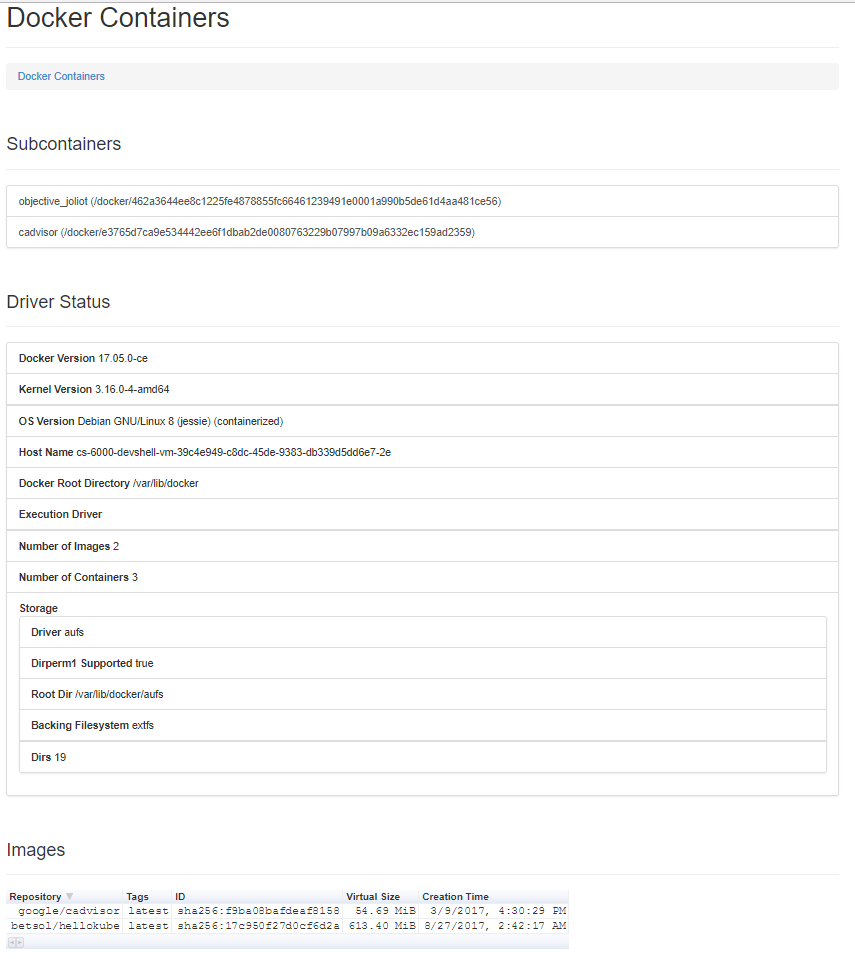 Docker Containers
Docker Containers
Subcontainers
objective_joliot (/docker/462a3644ee8c1225fe4878855fc66461239491e0001a990b5de61d4aa481ce56)
cadvisor (/docker/e3765d7ca9e534442ee6f1dbab2de0080763229b07997b09a6332ec159ad2359)
Driver Status
Docker Version 17.05.0-ce
Kernel Version 3.16.0-4-amd64
OS Version Debian GNU/Linux 8 (jessie) (containerized)
Host Name cs-6000-devshell-vm-39c4e949-c8dc-45de-9383-db339d5dd6e7-2e
Docker Root Directory /var/lib/docker
Execution Driver
Number of Images 2
Number of Containers 3
Storage
Driver aufs
Dirperm1 Supported true
Root Dir /var/lib/docker/aufs
Backing Filesystem extfs
Dirs 19
Images
Repository Tags ID Virtual Size Creation Time
google/cadvisor latest sha256:f9ba08bafdeaf8158 54.69 MiB 3/9/2017, 4:30:29 PM
betsol/hellokube latest sha256:17c950f27d0cf6d2a 613.40 MiB 8/27/2017, 2:42:17 AM